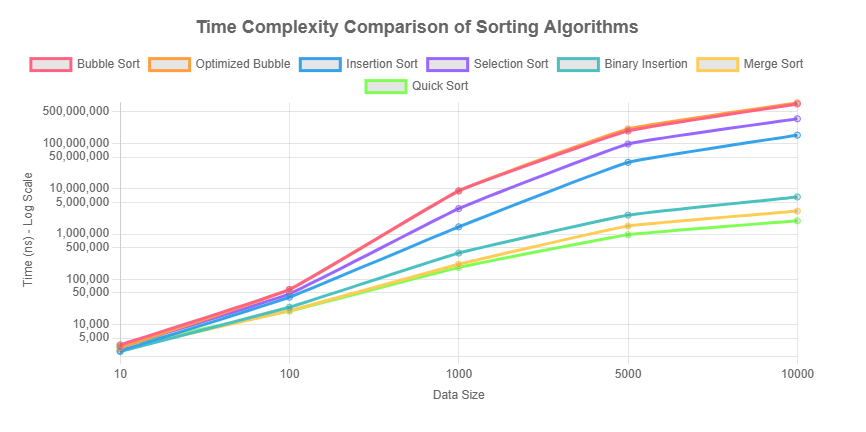 Time Complexity Comparison of Sorting Algorithms
Bubble Sort Optimized Bubble Insertion Sort Selection Sort Binary Insertion Merge Sort
Quick Sort
500,000,000
100,000,000
50,000,000
10,000,000
5,000,000
1,000,000
500,000
100,000
50,000
10,000
5,000
Time (ns) - Log Scale
10 100 1000 5000 10000
Data Size